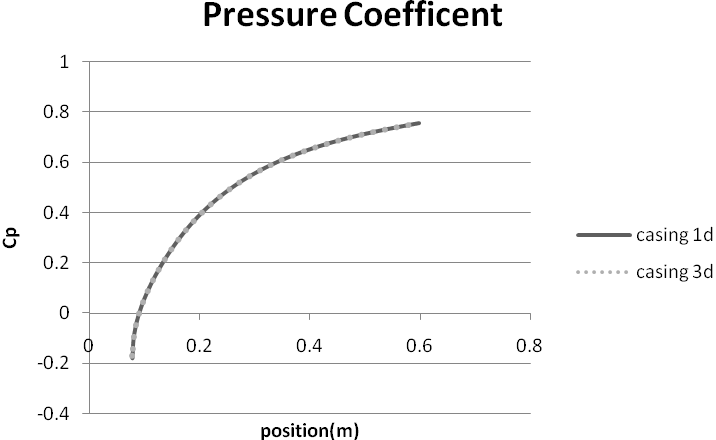 Pressure Coefficent
1
0.8
0.6
0.4
0.2
0
-0.2
-0.4
0 0.2 0.4 0.6 0.8
Cp
position(m)
casing 1d
casing 3d